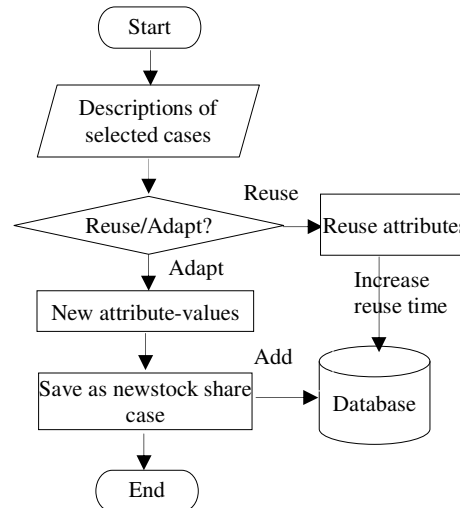 Start
Descriptions of
selected cases
Reuse
Reuse/Adapt?
Reuse attributes
Adapt
Increase
reuse time
New attribute-values
Add
Save as newstock share
case
Database
End